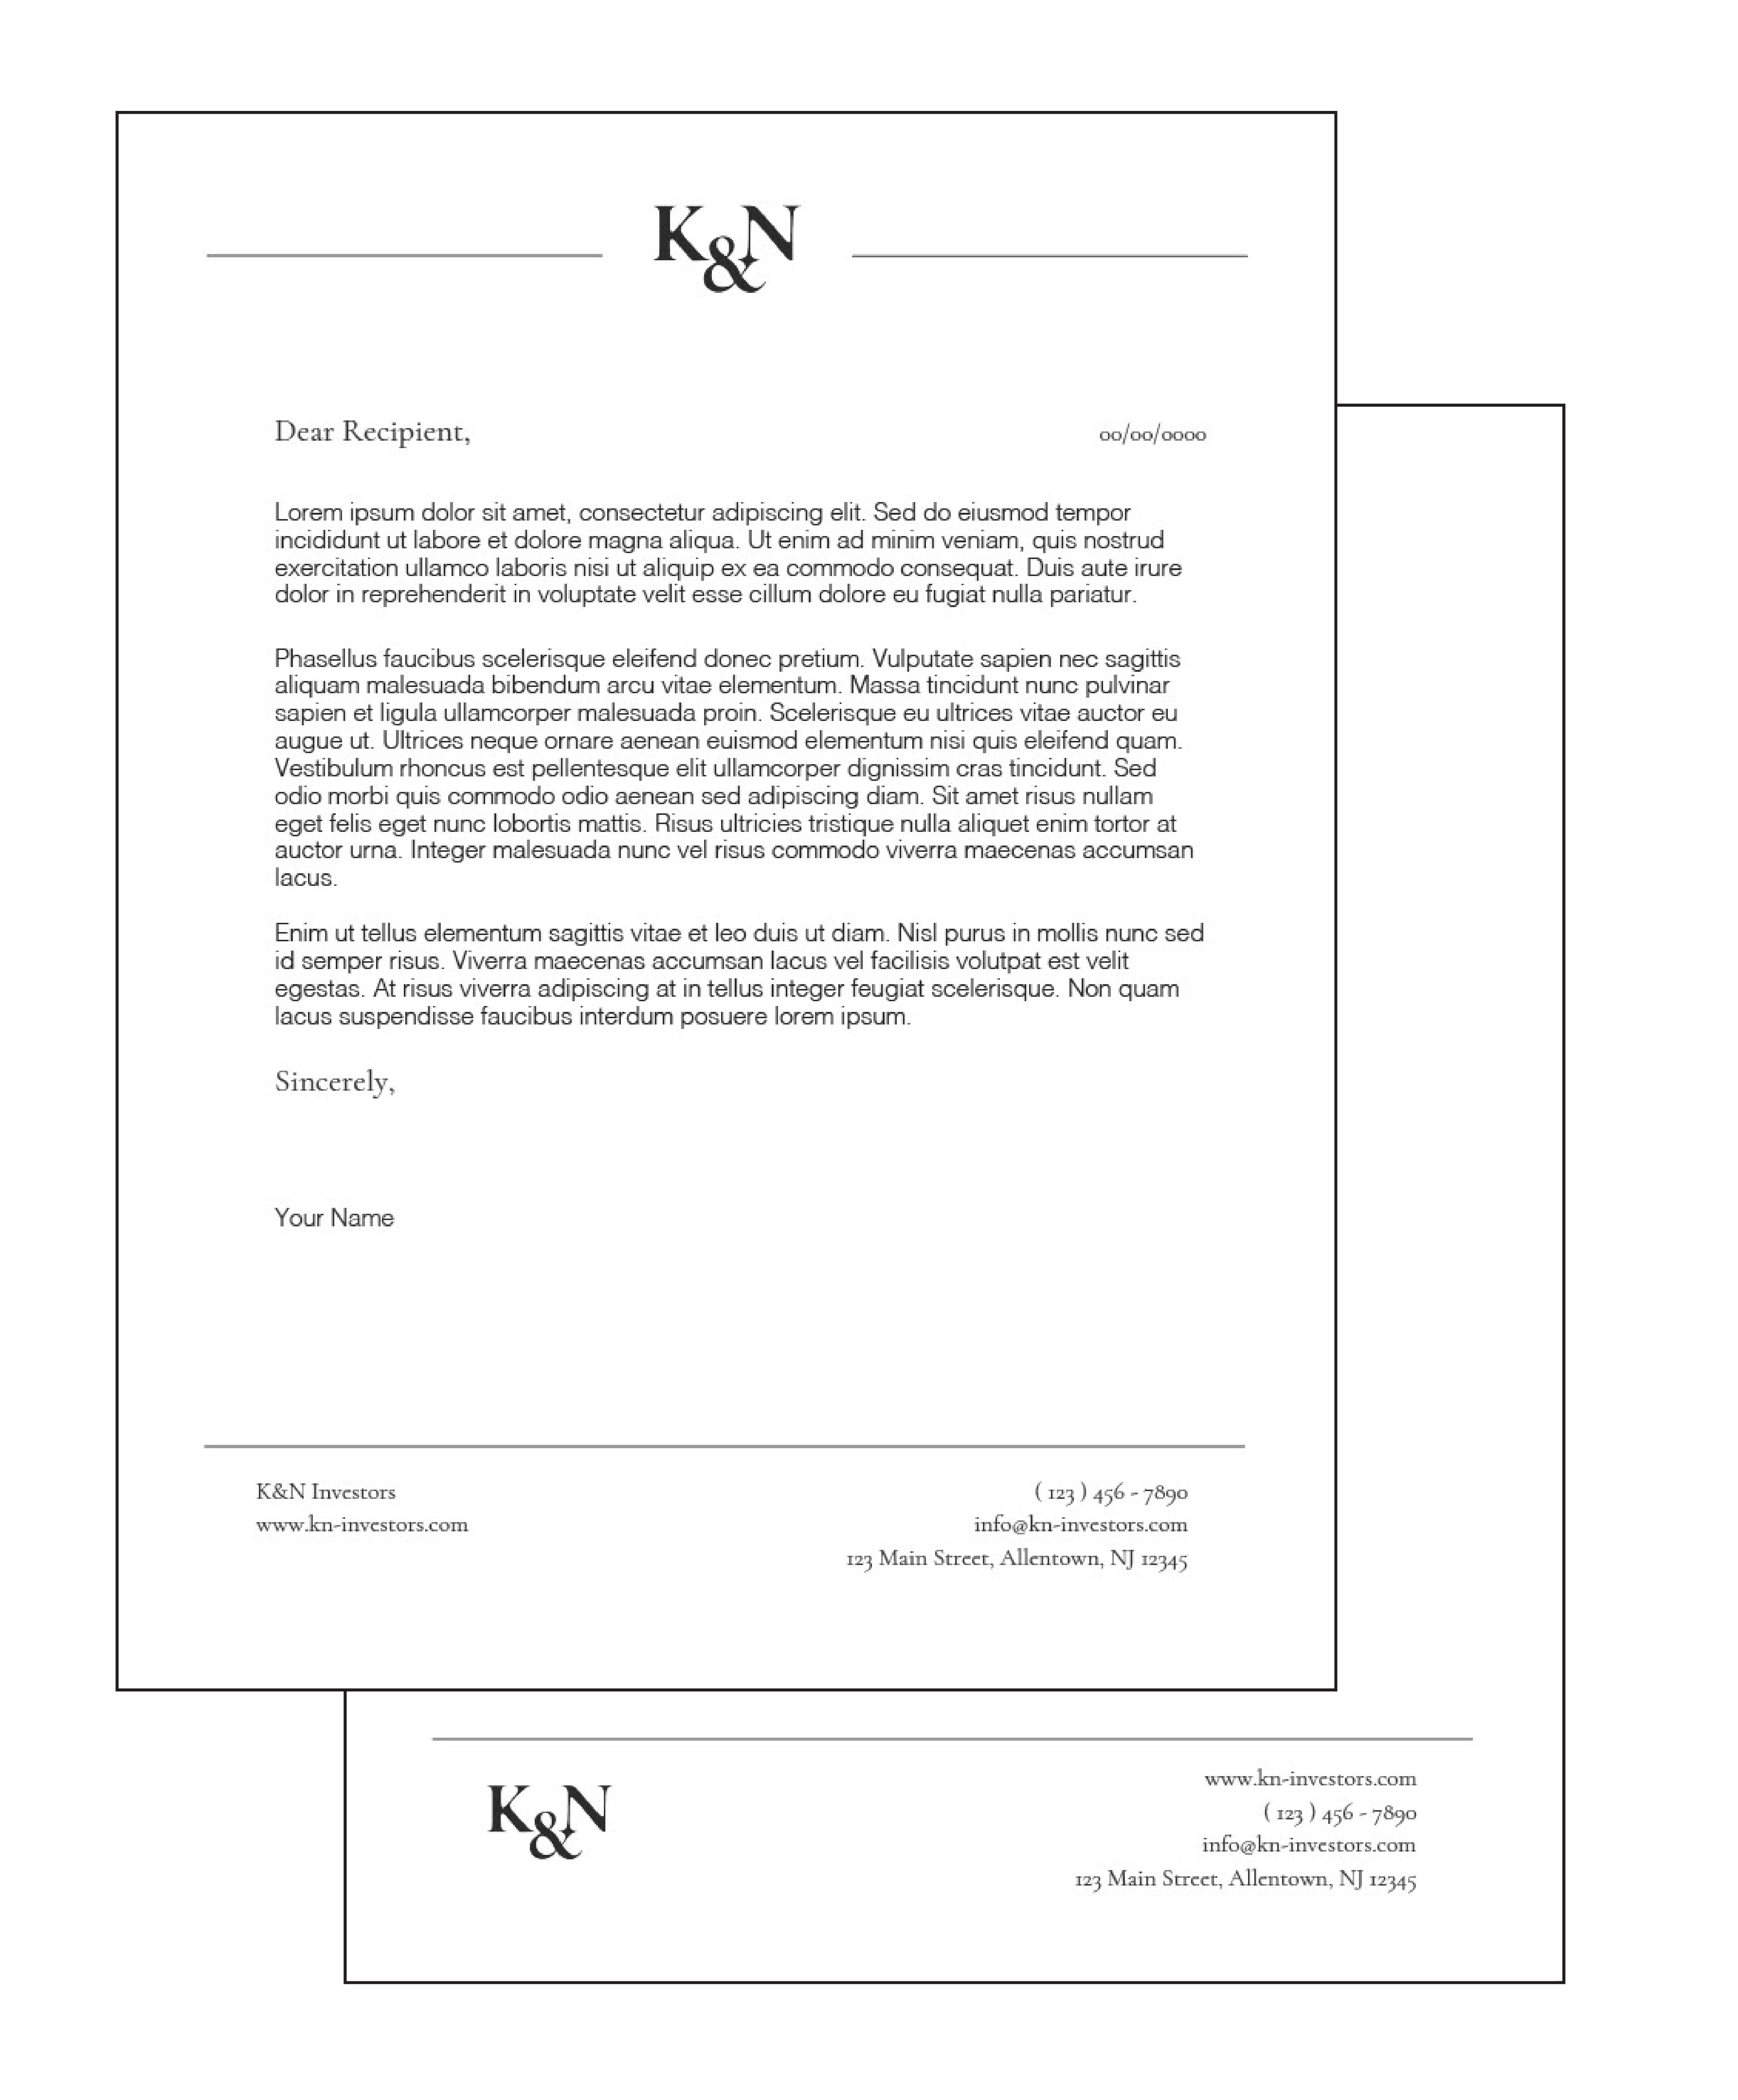 K&N
Dear Recipient,
00/00/0000
Lorem ipsum dolor sit amet, consectetur adipiscing elit. Sed do eiusmod tempor
incididunt ut labore et dolore magna aliqua. Ut enim ad minim veniam, quis nostrud
exercitation ullamco laboris nisi ut aliquip ex ea commodo consequat. Duis aute irure
dolor in reprehenderit in voluptate velit esse cillum dolore eu fugiat nulla pariatur.
Phasellus faucibus scelerisque eleifend donec pretium. Vulputate sapien nec sagittis
aliquam malesuada bibendum arcu vitae elementum. Massa tincidunt nunc pulvinar
sapien et ligula ullamcorper malesuada proin. Scelerisque eu ultrices vitae auctor eu
augue ut. Ultrices neque ornare aenean euismod elementum nisi quis eleifend quam.
Vestibulum rhoncus est pellentesque elit ullamcorper dignissim cras tincidunt. Sed
odio morbi quis commodo odio aenean sed adipiscing diam. Sit amet risus nullam
eget felis eget nunc lobortis mattis. Risus ultricies tristique nulla aliquet enim tortor at
auctor urna. Integer malesuada nunc vel risus commodo viverra maecenas accumsan
lacus.
Enim ut tellus elementum sagittis vitae et leo duis ut diam. Nisl purus in mollis nunc sed
id semper risus. Viverra maecenas accumsan lacus vel facilisis volutpat est velit
egestas. At risus viverra adipiscing at in tellus integer feugiat scelerisque. Non quam
lacus suspendisse faucibus interdum posuere lorem ipsum.
Sincerely,
Your Name
K&N Investors
www.kn-investors.com
( 123 ) 456 - 7890
info@kn-investors.com
123 Main Street, Allentown, NJ 12345
K&N
www.kn-investors.com
( 123 ) 456 - 7890
info@kn-investors.com
123 Main Street, Allentown, NJ 12345